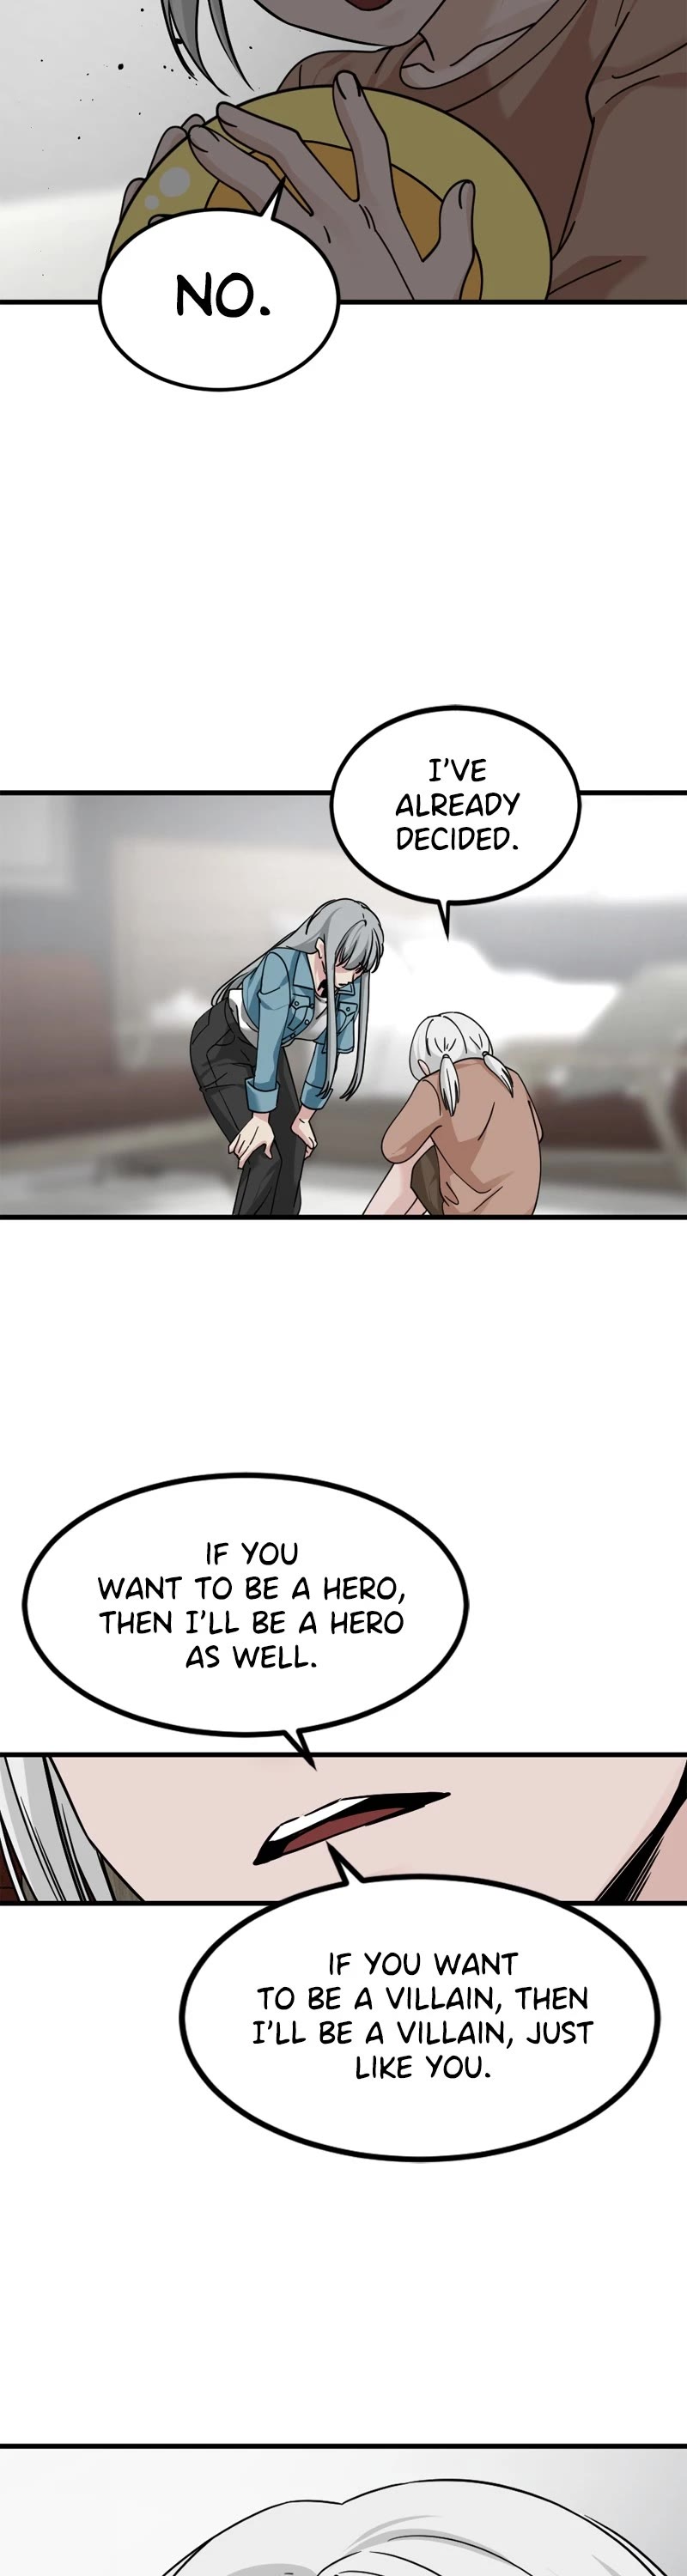 NO.
I'VE
ALREADY
DECIDED.
IF YOU
WANT TO BE A HERO,
THEN I'LL BE A HERO
AS WELL.
IF YOU WANT
TO BE A VILLAIN, THEN
I'LL BE A VILLAIN, JUST
LIKE YOU.